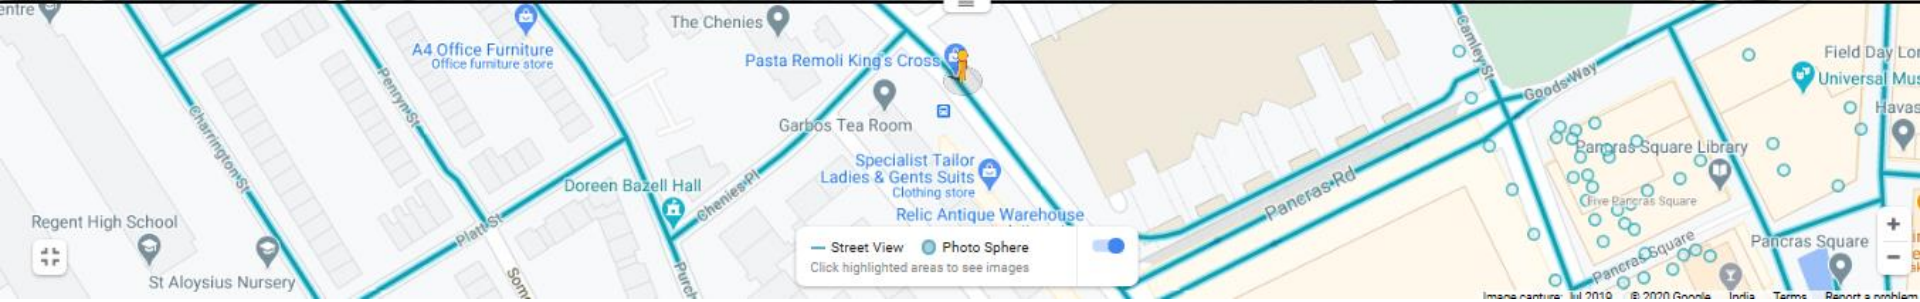 entre
The Chenies
A4 Office Furniture
Office furniture store
Pasta Remoli King's Cross
Camley St
Goods Way
Field Day Lon
Universal Mus
Havas
Penryn St
Charrington St
Garbos Tea Room
Specialist Tailor
Ladies & Gents Suits
Clothing store
Pancras Square Library
Five Pancras Square
Doreen Bazell Hall
Chenies Pl
Pancras Rd
Relic Antique Warehouse
Regent High School
Platt St
Street View
Photo Sphere
Click highlighted areas to see images
Pancras Square
Pancras Square
St Aloysius Nursery
Some
Purch
Image capture: Jul 2019 © 2020 Google India Terms Report a problem